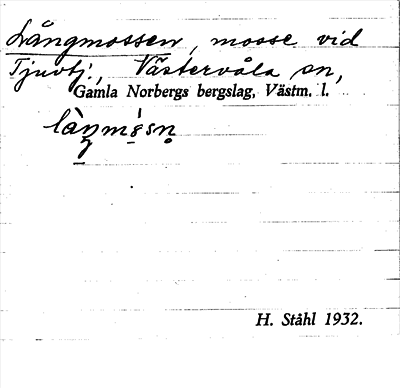 Långmossen, mosse vid
Tjuvtj., Västervåla sn,
Gamla Norbergs bergslag, Västm. l.
H. Ståhl 1932.